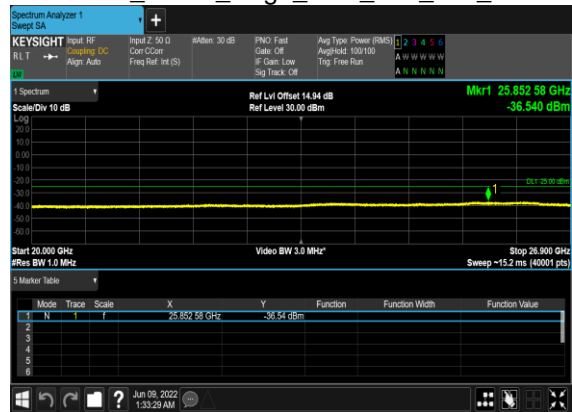 Spectrum Analyzer 1
Swept SA
+
KEYSIGHT Input: RF Input Z: 50 Ω #Atten: 30 dB PNO: Fast Avg Type: Power (RMS) 1 2 3 4 5 6
RLT Coupling: DC Corr CCorr Gate: Off Avg|Hold: 100/100 A W W W W W
Align: Auto Freq Ref: Int (S) IF Gain: Low Trig: Free Run
Sig Track: Off A N N N N N
1 Spectrum Ref Lvl Offset 14.94 dB Mkr1 25.852 58 GHz
Scale/Div 10 dB Ref Level 30.00 dBm -36.540 dBm
Log
20.0
10.0
0.00
-10.0
-20.0
DL1 -25.00 dBm
1
-30.0
-40.0
-50.0
-60.0
Start 20.000 GHz Video BW 3.0 MHz* Stop 26.900 GHz
#Res BW 1.0 MHz Sweep ~15.2 ms (40001 pts)
5 Marker Table
Mode Trace Scale X Y Function Function Width Function Value
1 N 1 f 25.852 58 GHz -36.54 dBm
2
3
4
5
6
? Jun 09, 2022
1:33:29 AM